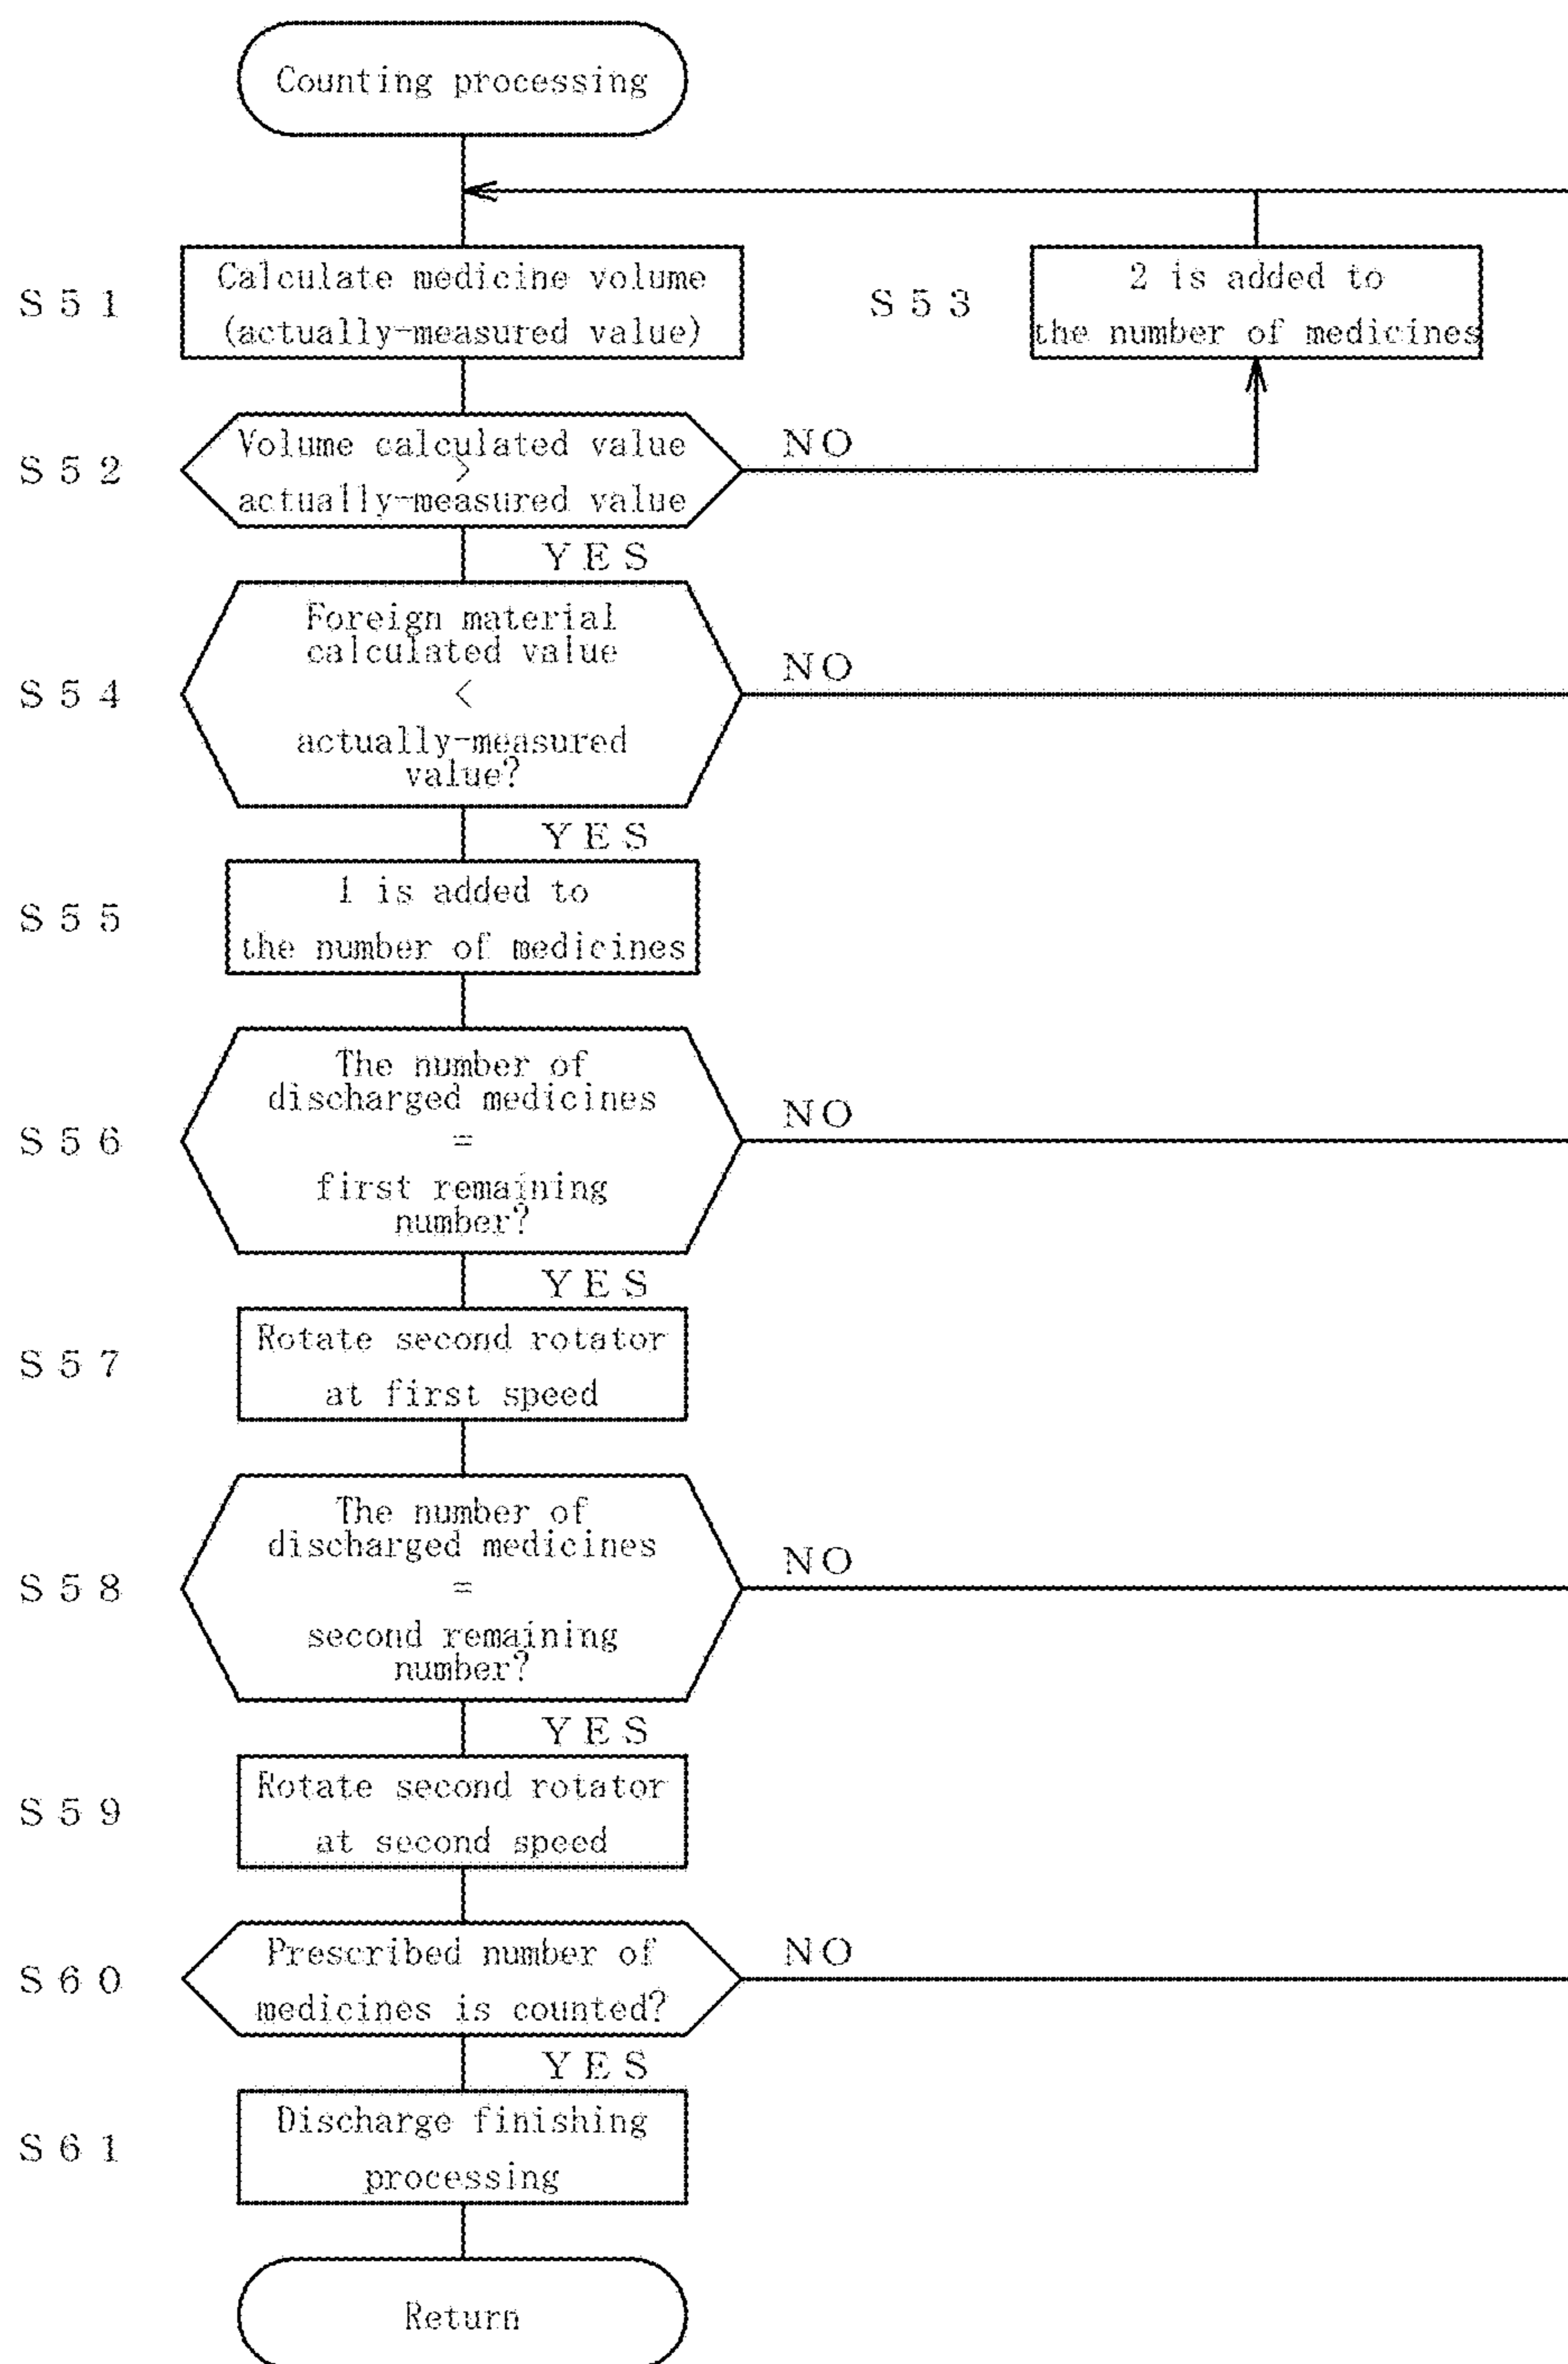 Counting processing
S51
Calculate medicine volume
(actually-measured value)
S53
2 is added to
the number of medicines
S52
Volume calculated value
>
actually-measured value
NO
YES
S54
Foreign material
calculated value
<
actually-measured
value?
NO
YES
S55
1 is added to
the number of medicines
S56
The number of
discharged medicines
=
first remaining
number?
NO
YES
S57
Rotate second rotator
at first speed
S58
The number of
discharged medicines
=
second remaining
number?
NO
YES
S59
Rotate second rotator
at second speed
S60
Prescribed number of
medicines is counted?
NO
YES
S61
Discharge finishing
processing
Return